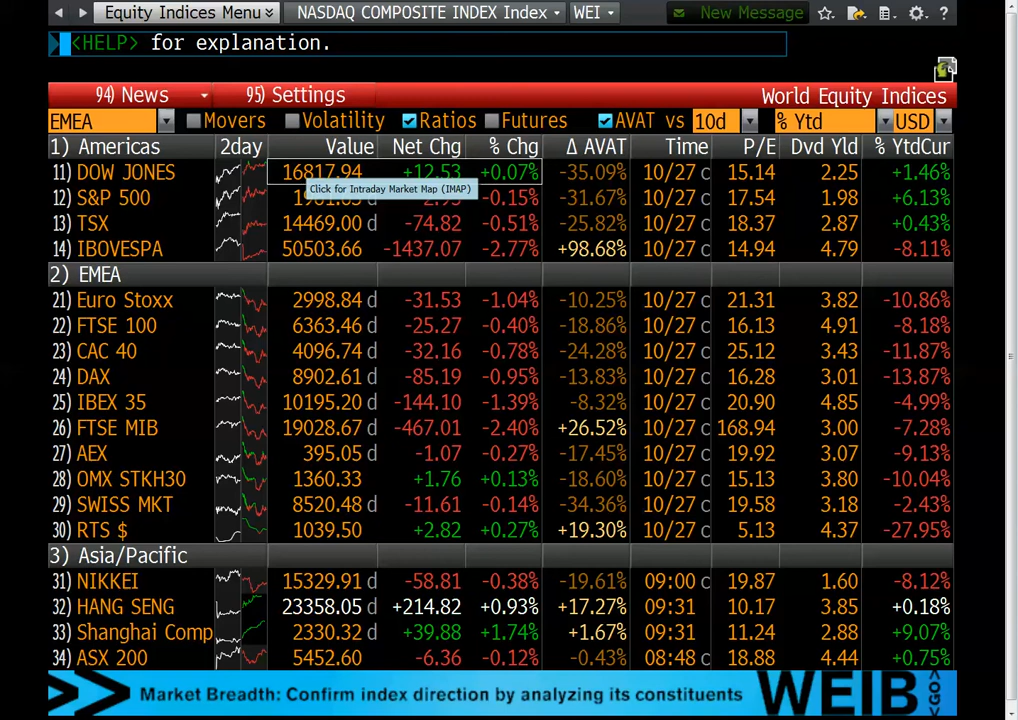 Equity Indices Menu NASDAQ COMPOSITE INDEX Index WEI New Message ?
<HELP> for explanation.
94) News 95) Settings World Equity Indices
EMEA Movers Volatility Ratios Futures AVAT vs 10d % Ytd USD
1) Americas 2day Value Net Chg % Chg Δ AVAT Time P/E Dvd Yld % YtdCur
11) DOW JONES 16817.94 +12.53 +0.07% -35.09% 10/27 c 15.14 2.25 +1.46%
Click for Intraday Market Map (IMAP)
12) S&P 500 -0.15% -31.67% 10/27 c 17.54 1.98 +6.13%
13) TSX 14469.00 d -74.82 -0.51% -25.82% 10/27 c 18.37 2.87 +0.43%
14) IBOVESPA 50503.66 -1437.07 -2.77% +98.68% 10/27 c 14.94 4.79 -8.11%
2) EMEA
21) Euro Stoxx 2998.84 d -31.53 -1.04% -10.25% 10/27 c 21.31 3.82 -10.86%
22) FTSE 100 6363.46 d -25.27 -0.40% -18.86% 10/27 c 16.13 4.91 -8.18%
23) CAC 40 4096.74 d -32.16 -0.78% -24.28% 10/27 c 25.12 3.43 -11.87%
24) DAX 8902.61 d -85.19 -0.95% -13.83% 10/27 c 16.28 3.01 -13.87%
25) IBEX 35 10195.20 d -144.10 -1.39% -8.32% 10/27 c 20.90 4.85 -4.99%
26) FTSE MIB 19028.67 d -467.01 -2.40% +26.52% 10/27 c 168.94 3.00 -7.28%
27) AEX 395.05 d -1.07 -0.27% -17.45% 10/27 c 19.92 3.07 -9.13%
28) OMX STKH30 1360.33 +1.76 +0.13% -18.60% 10/27 c 16.54 3.80 -10.04%
29) SWISS MKT 8520.48 d -11.61 -0.14% -34.36% 10/27 c 19.58 3.18 -2.43%
30) RTS $ 1039.50 +2.82 +0.27% +19.30% 10/27 c 5.13 4.37 -27.95%
3) Asia/Pacific
31) NIKKEI 15329.91 d -58.81 -0.38% -19.61% 09:00 c 19.87 1.60 -8.12%
32) HANG SENG 23358.05 d +214.82 +0.93% +17.27% 09:31 10.17 3.85 +0.18%
33) Shanghai Comp 2330.32 d +39.88 +1.74% +1.67% 09:31 11.24 2.88 +9.07%
34) ASX 200 5452.60 -6.36 -0.12% -0.43% 08:48 c 18.88 4.44 +0.75%
Market Breadth: Confirm index direction by analyzing its constituents WEIB <GO>